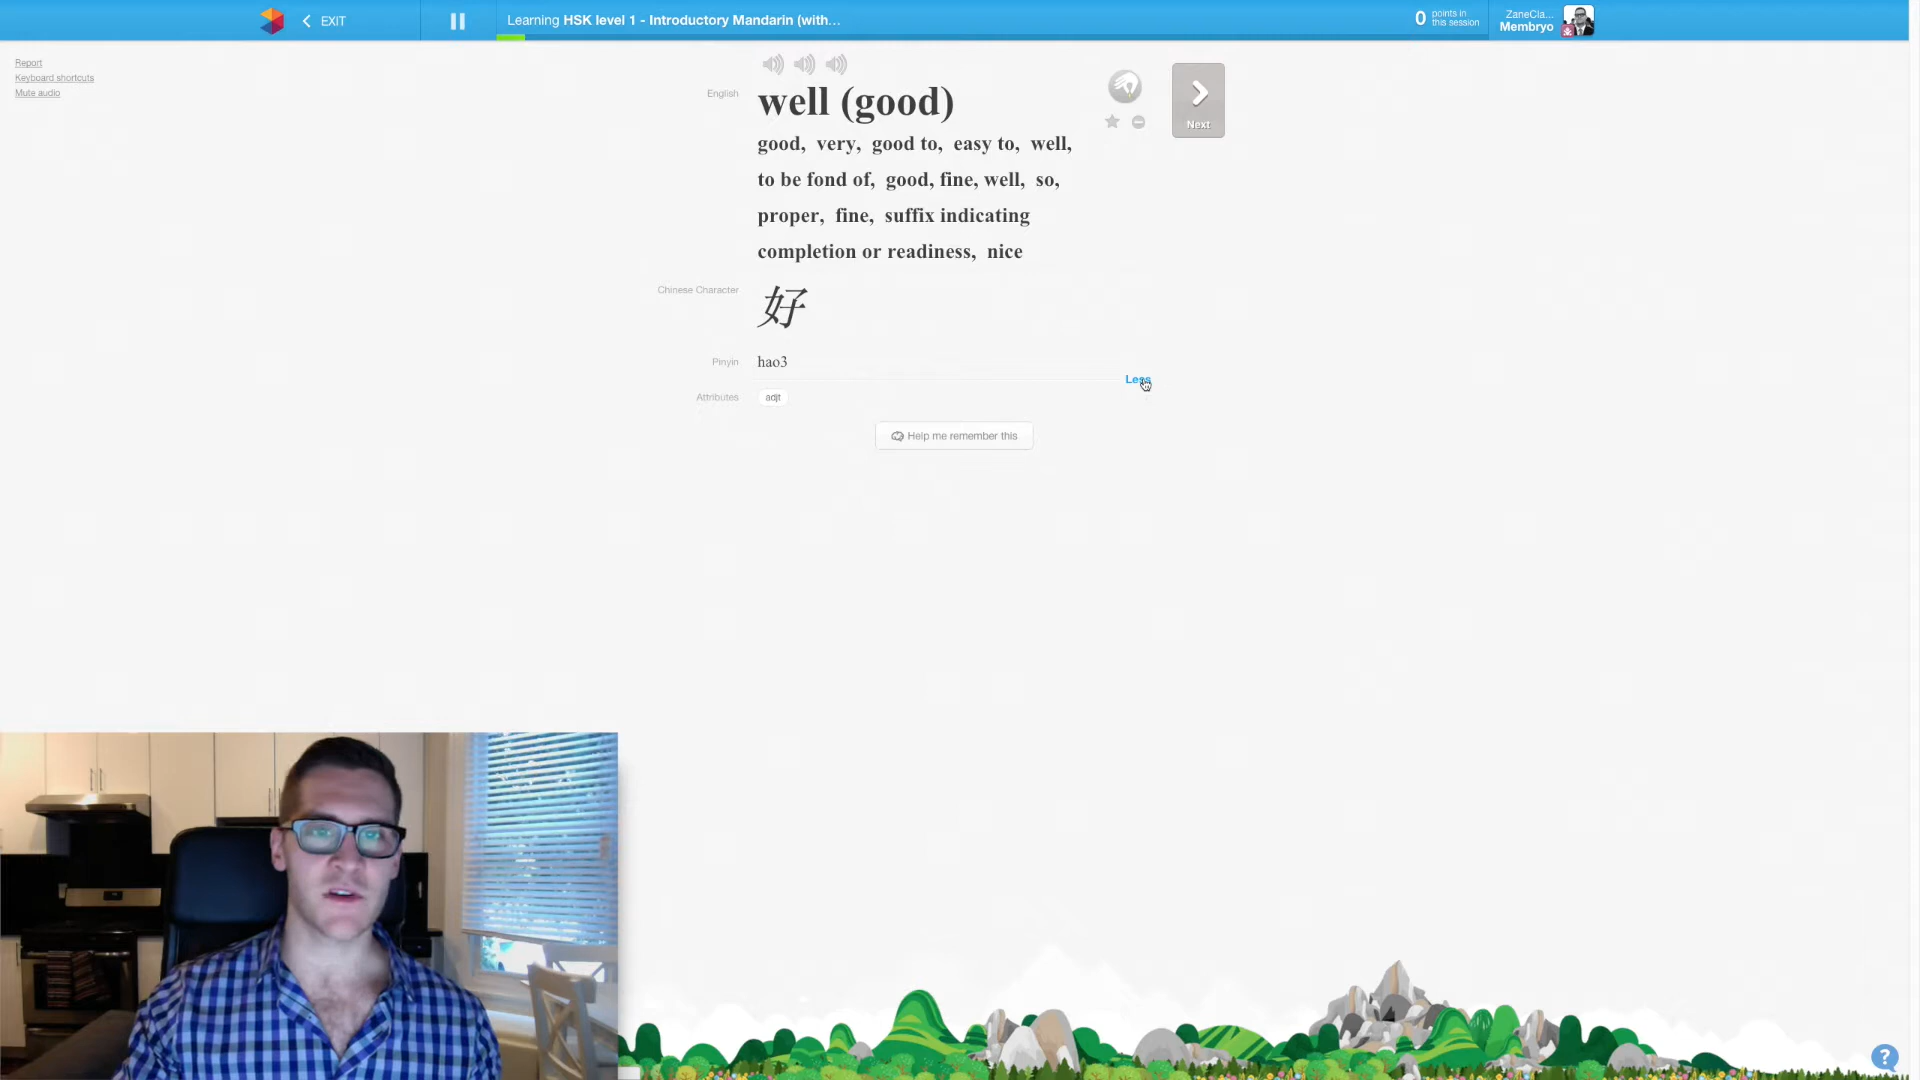 EXIT
Learning HSK level 1 - Introductory Mandarin (with...
0 points in this session
ZaneCla...
Membryo
Report
Keyboard shortcuts
Mute audio
English
well (good)
good, very, good to, easy to, well,
to be fond of, good, fine, well, so,
proper, fine, suffix indicating
completion or readiness, nice
Next
Chinese Character
好
Pinyin
hao3
Less
Attributes
adjt
Help me remember this
?